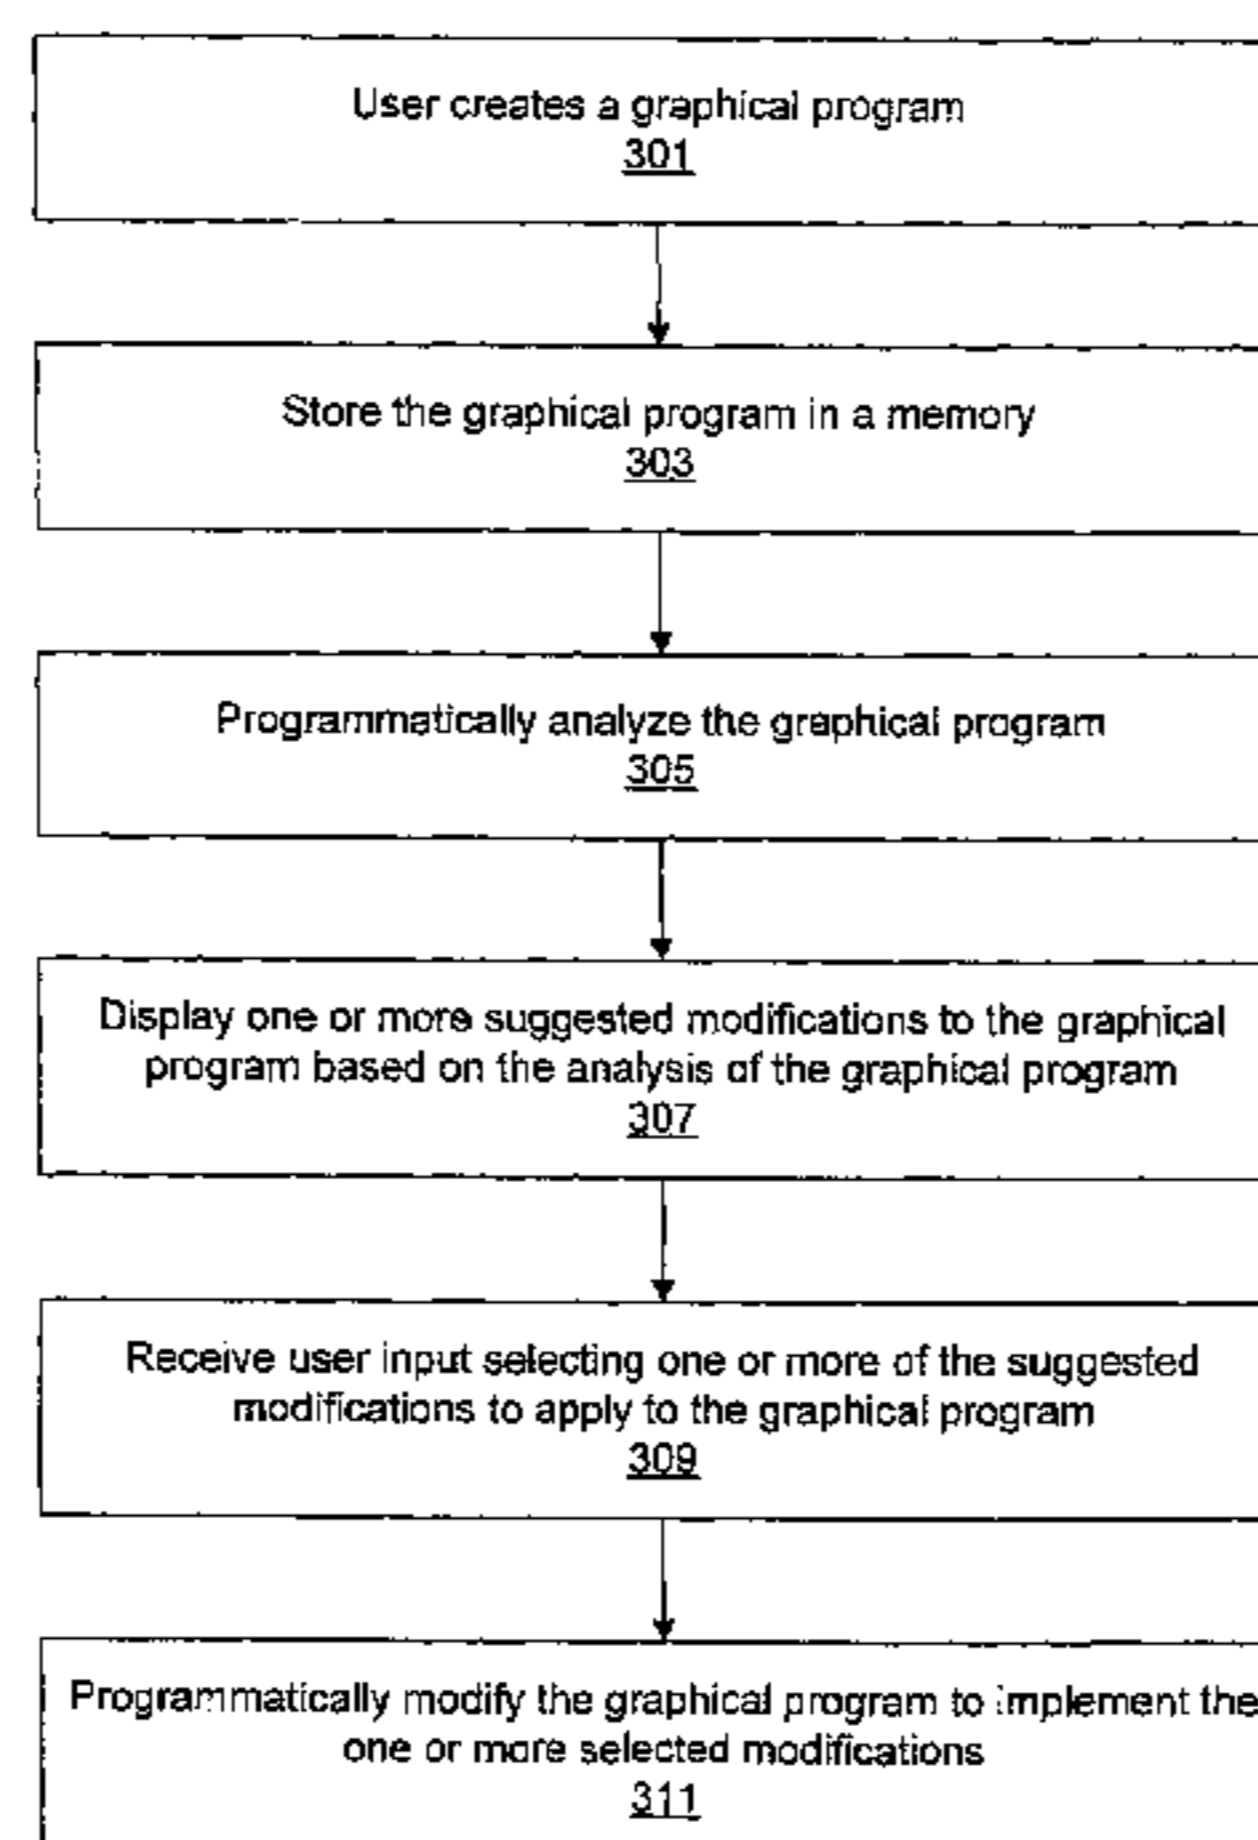 User creates a graphical program
301
Store the graphical program in a memory
303
Programmatically analyze the graphical program
305
Display one or more suggested modifications to the graphical
program based on the analysis of the graphical program
307
Receive user input selecting one or more of the suggested
modifications to apply to the graphical program
309
Programmatically modify the graphical program to implement the
one or more selected modifications
311